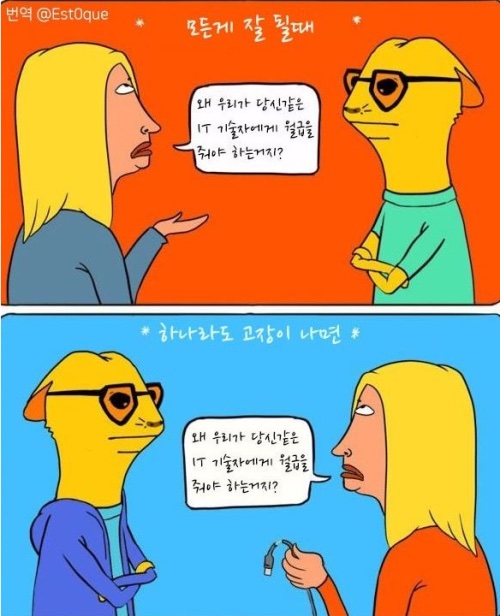 번역 @Est0que
* 모든게 잘 될때 *
왜 우리가 당신같은
IT 기술자에게 월급을
줘야 하는거지?
* 하나라도 고장이 나면 *
왜 우리가 당신같은
IT 기술자에게 월급을
줘야 하는거지?